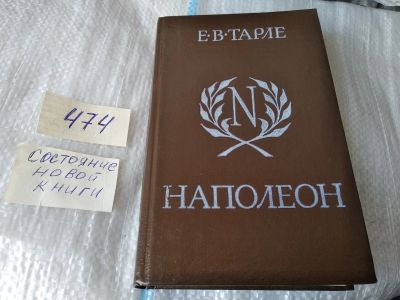 Е·В·ТАРЛЕ
N
НАПОЛЕОН
474
СОСТОЯНИЕ
НОВОЙ
КНИГИ